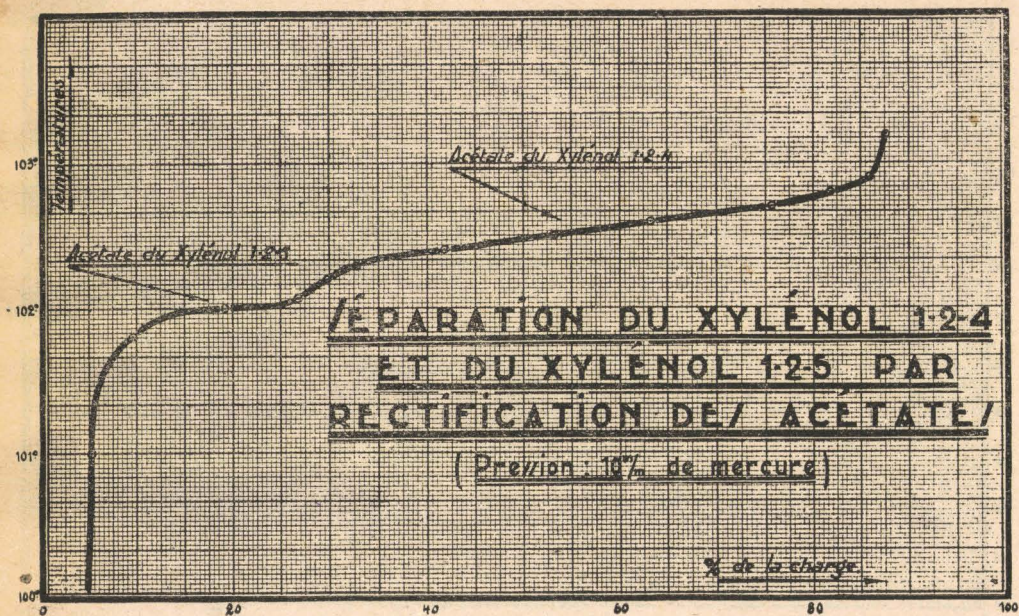 Températures
103°
102°
101°
100°
Acétate du Xylénol 1-2-4
Acétate du Xylénol 1-2-5
SÉPARATION DU XYLÉNOL 1-2-4
ET DU XYLÉNOL 1-2-5 PAR
RECTIFICATION DES ACÉTATES
(Pression : 10 m/m de mercure)
% de la charge
0 20 40 60 80 100